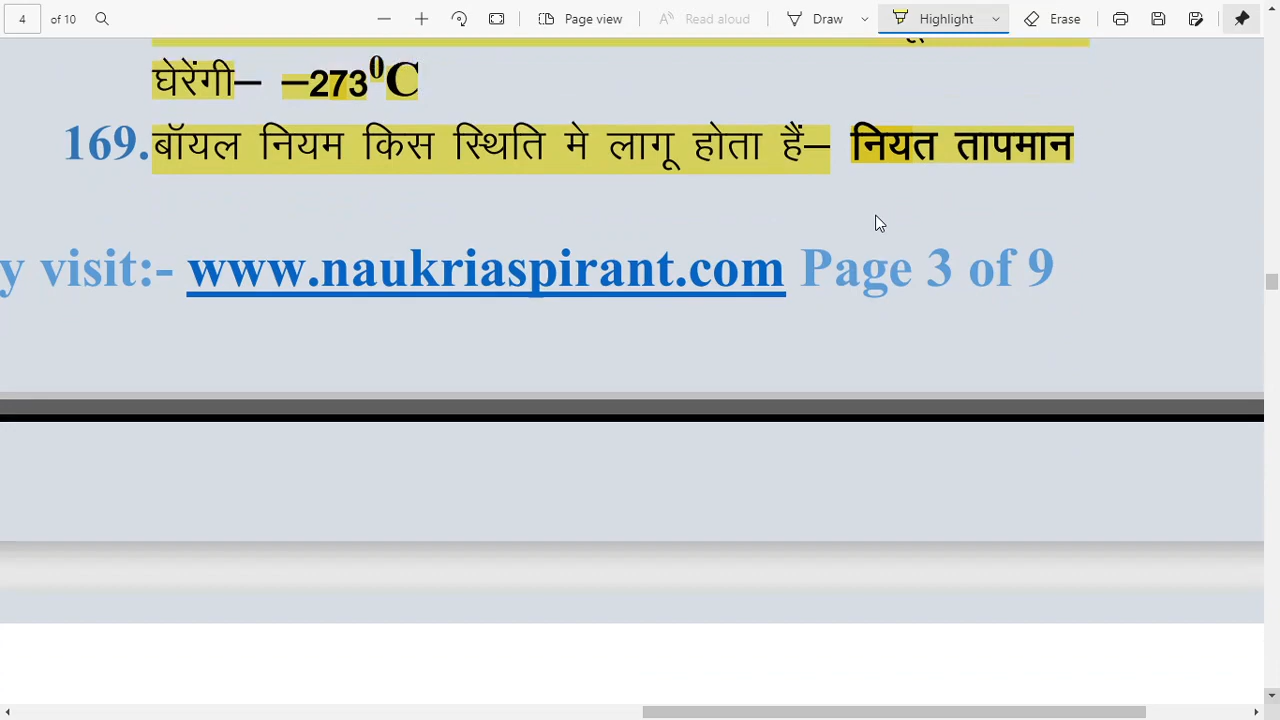 4 of 10 Page view Read aloud Draw Highlight Erase
घेरेंगी– –273⁰C
169. बॉयल नियम किस स्थिति मे लागू होता हैं– नियत तापमान
y visit:- www.naukriaspirant.com Page 3 of 9